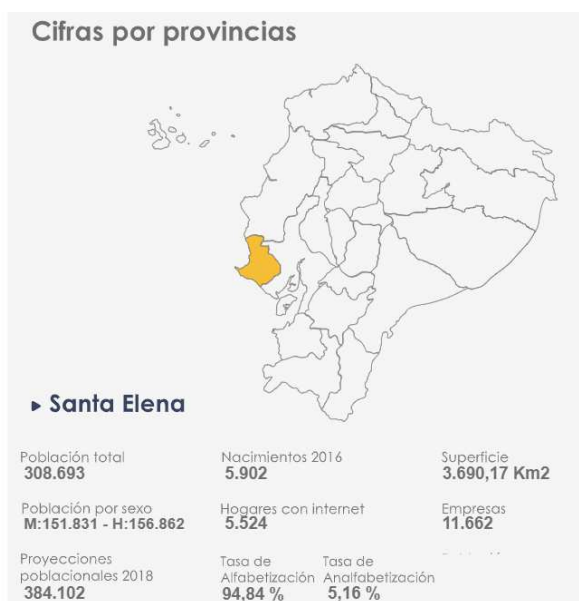 Cifras por provincias
▸ Santa Elena
Población total
308.693
Nacimientos 2016
5.902
Superficie
3.690,17 Km2
Población por sexo
M:151.831 - H:156.862
Hogares con internet
5.524
Empresas
11.662
Proyecciones
poblacionales 2018
384.102
Tasa de
Alfabetización
94,84 %
Tasa de
Analfabetización
5,16 %